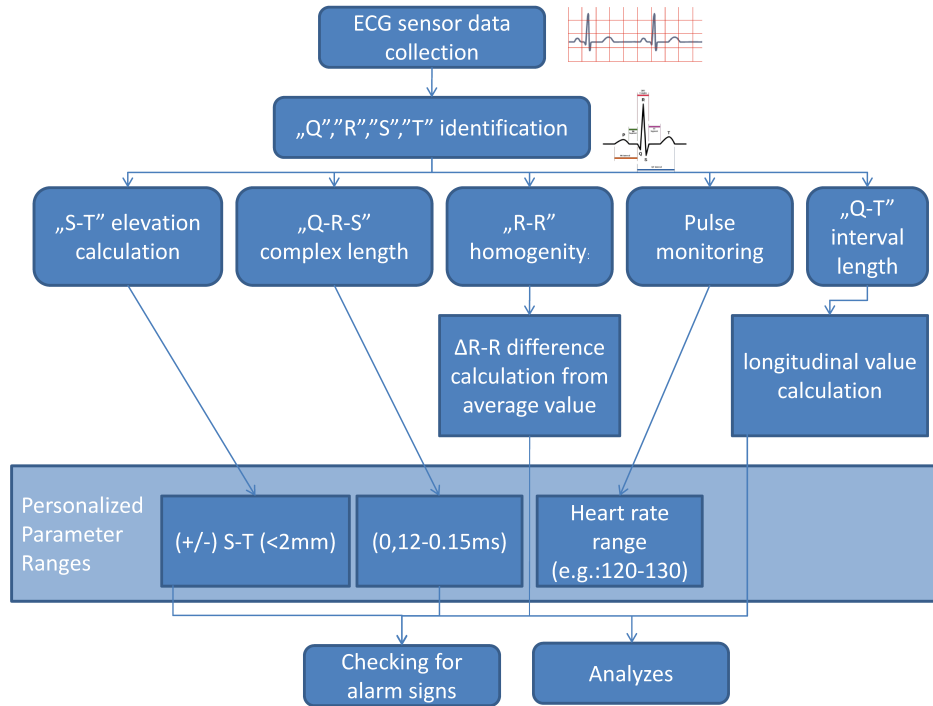 ECG sensor data
collection
„Q”,”R”,”S”,”T” identification
R
P
T
Q
S
„S-T” elevation
calculation
„Q-R-S”
complex length
„R-R”
homogenity
Pulse
monitoring
„Q-T”
interval
length
ΔR-R difference
calculation from
average value
longitudinal value
calculation
Personalized
Parameter
Ranges
(+/-) S-T (<2mm)
(0,12-0.15ms)
Heart rate
range
(e.g.:120-130)
Checking for
alarm signs
Analyzes